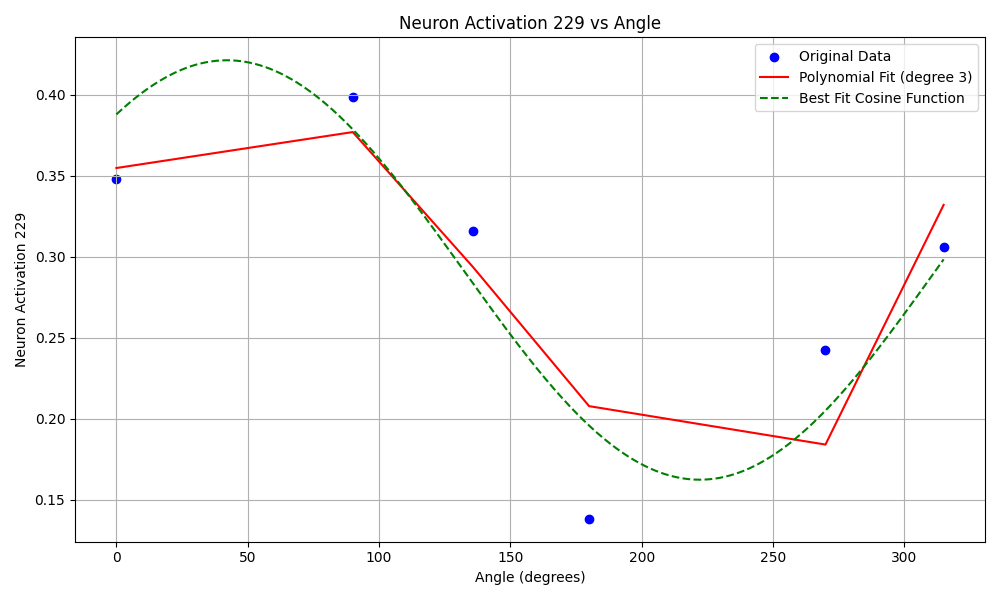 Neuron Activation 229 vs Angle
Original Data
Polynomial Fit (degree 3)
Best Fit Cosine Function
Neuron Activation 229
0.40
0.35
0.30
0.25
0.20
0.15
0 50 100 150 200 250 300
Angle (degrees)